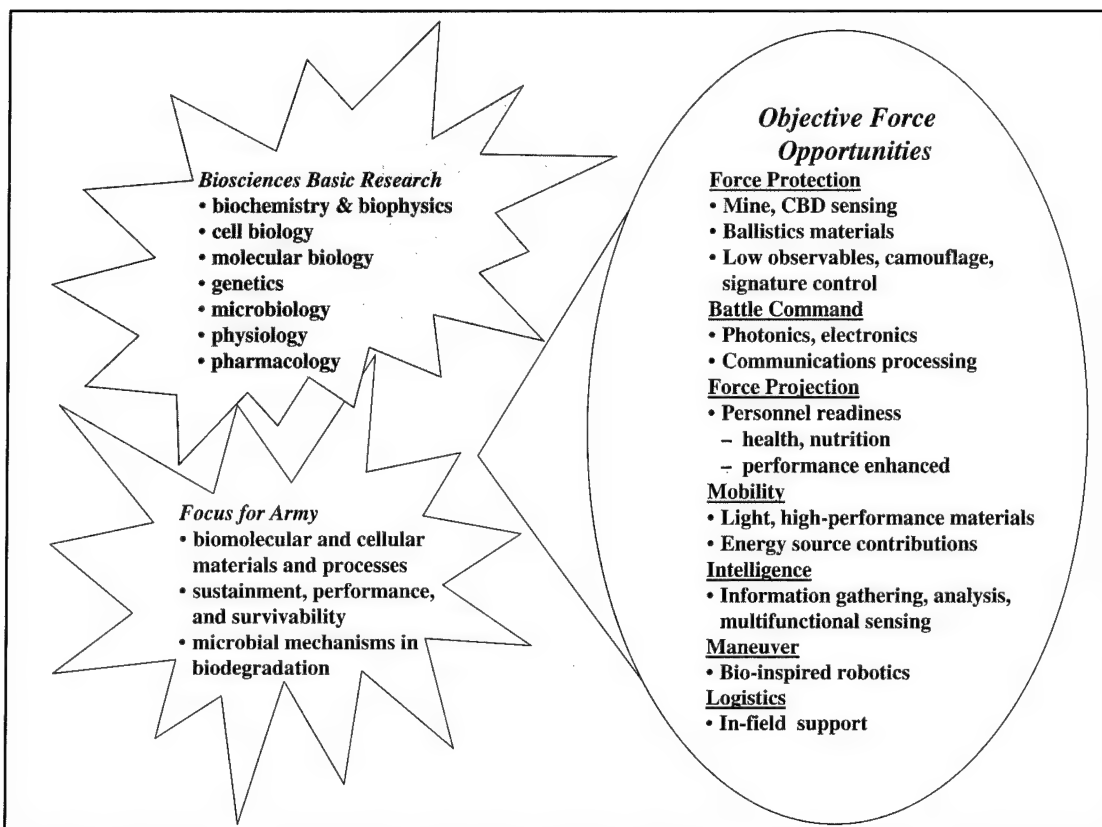 Biosciences Basic Research
• biochemistry & biophysics
• cell biology
• molecular biology
• genetics
• microbiology
• physiology
• pharmacology
Focus for Army
• biomolecular and cellular
materials and processes
• sustainment, performance,
and survivability
• microbial mechanisms in
biodegradation
Objective Force
Opportunities
Force Protection
• Mine, CBD sensing
• Ballistics materials
• Low observables, camouflage,
signature control
Battle Command
• Photonics, electronics
• Communications processing
Force Projection
• Personnel readiness
– health, nutrition
– performance enhanced
Mobility
• Light, high-performance materials
• Energy source contributions
Intelligence
• Information gathering, analysis,
multifunctional sensing
Maneuver
• Bio-inspired robotics
Logistics
• In-field support